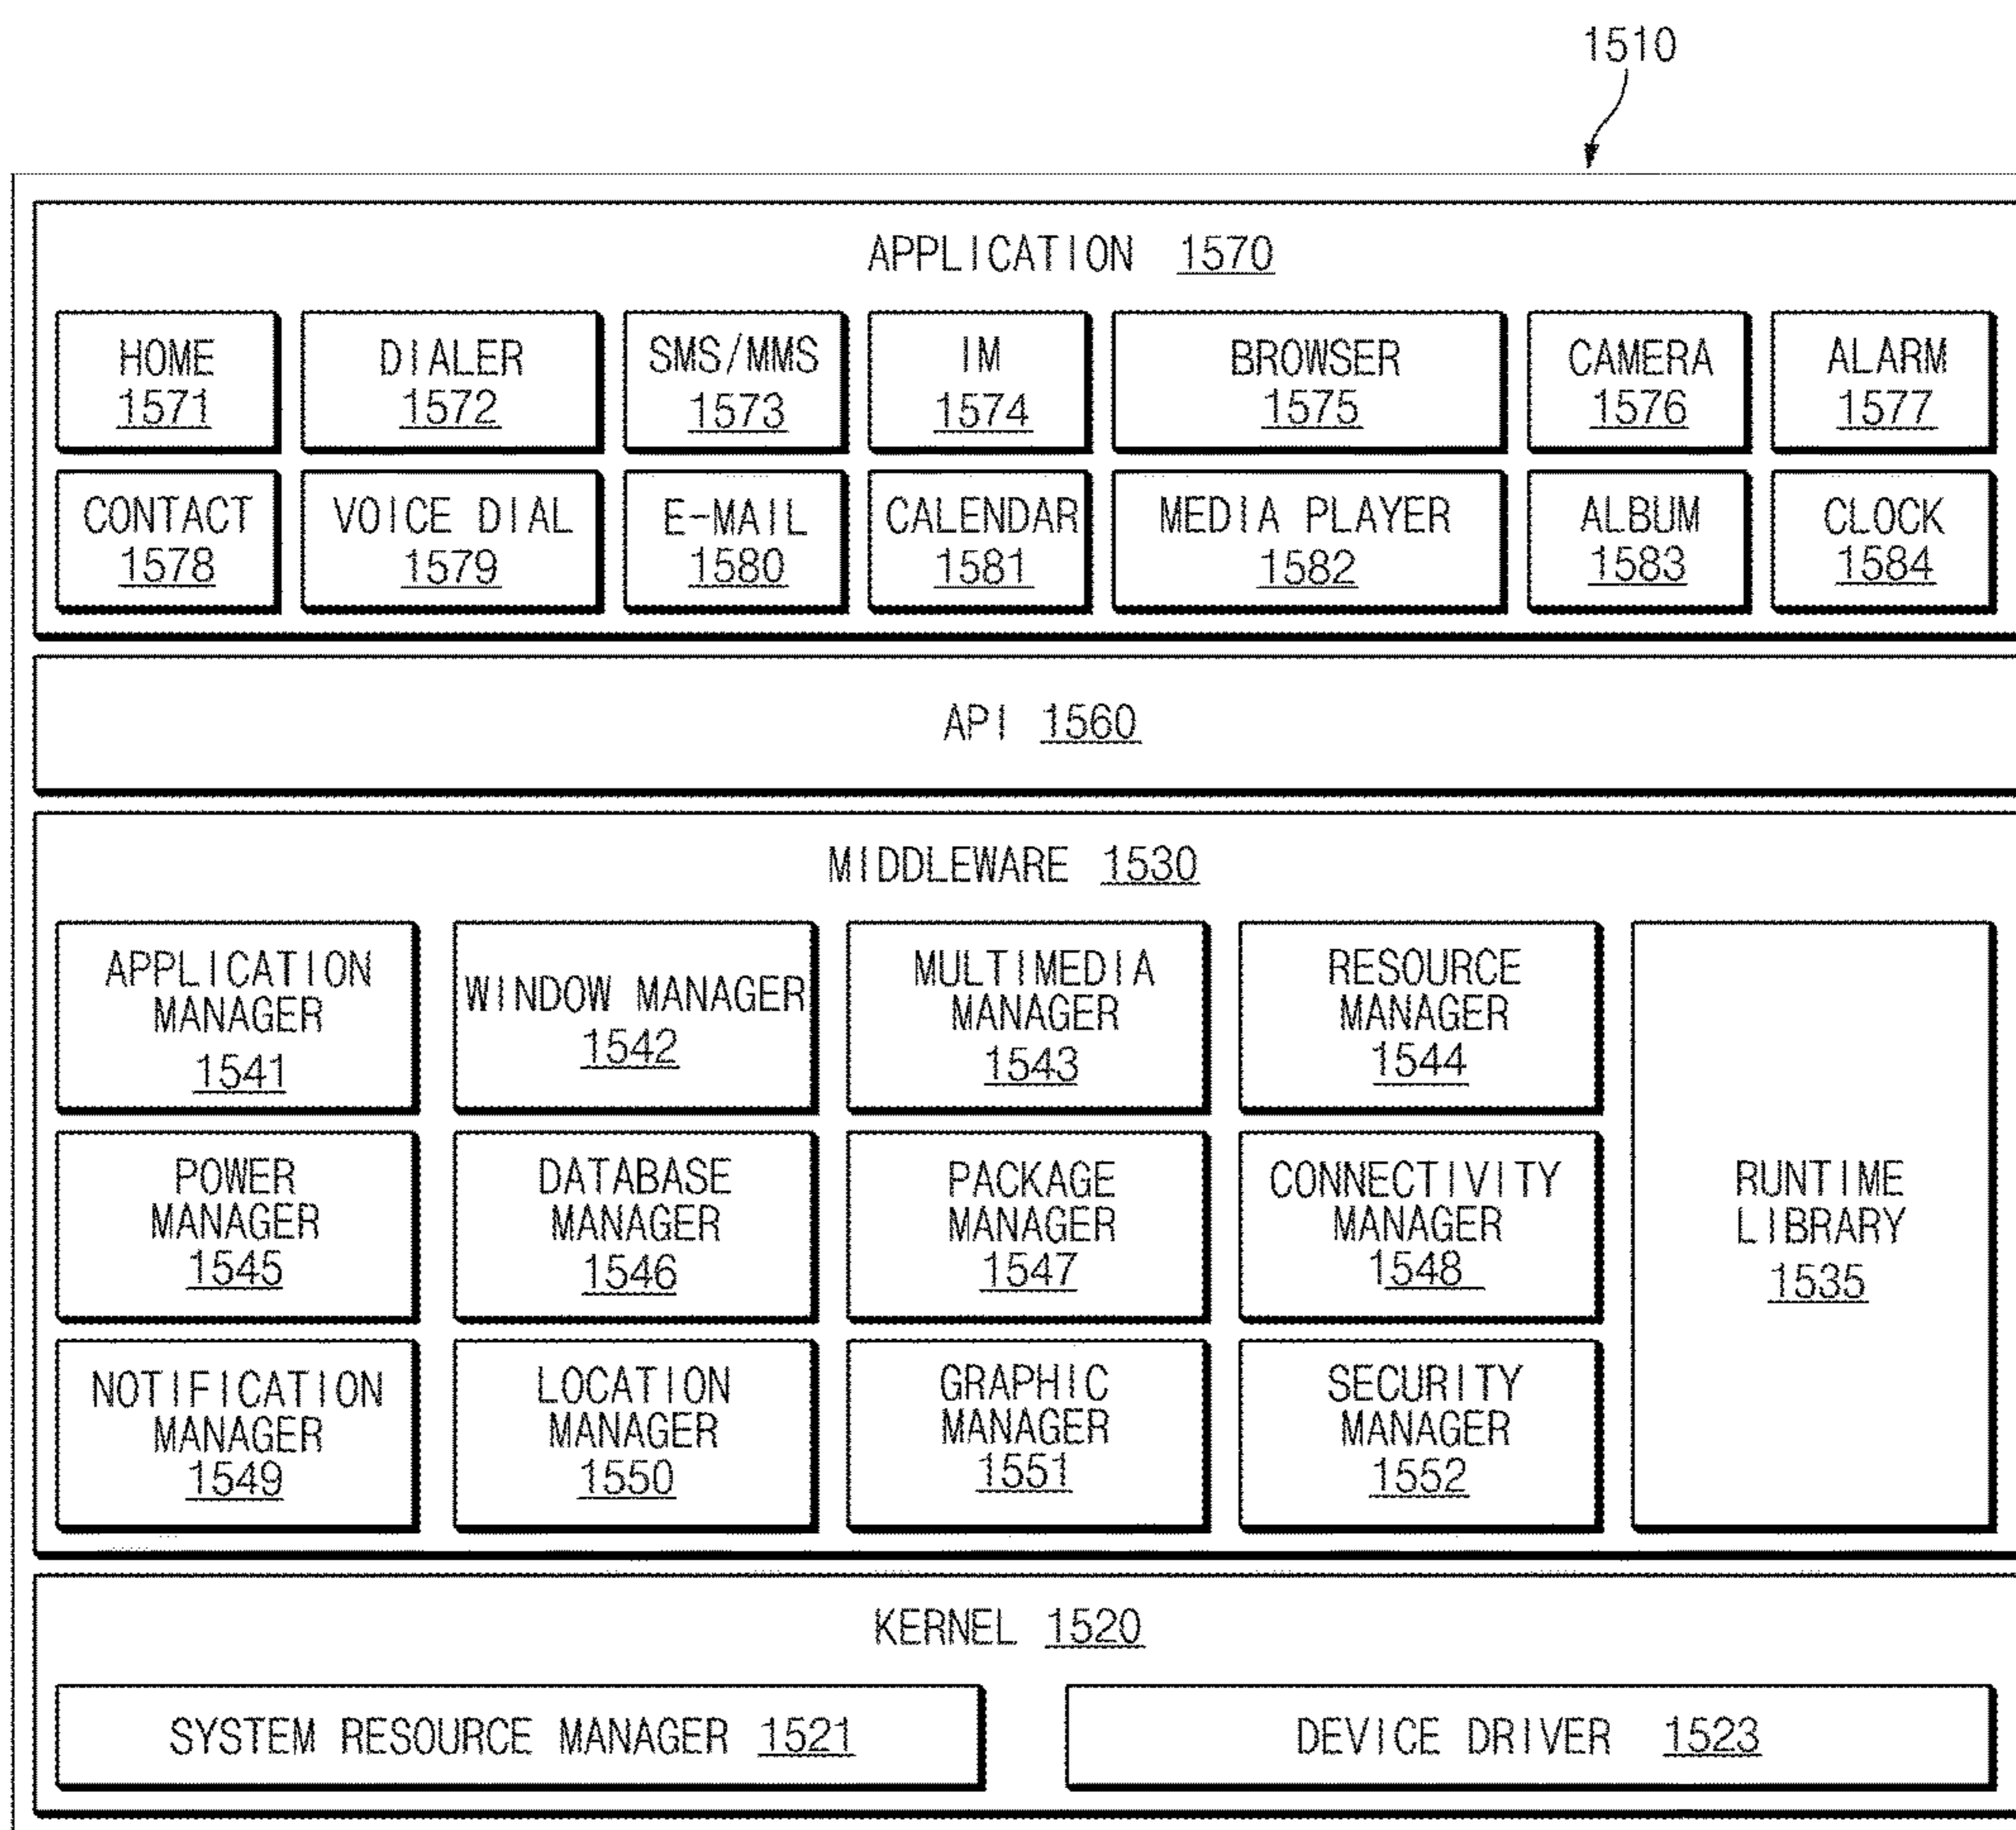 1510
APPLICATION 1570
HOME
1571
DIALER
1572
SMS/MMS
1573
IM
1574
BROWSER
1575
CAMERA
1576
ALARM
1577
CONTACT
1578
VOICE DIAL
1579
E-MAIL
1580
CALENDAR
1581
MEDIA PLAYER
1582
ALBUM
1583
CLOCK
1584
API 1560
MIDDLEWARE 1530
APPLICATION
MANAGER
1541
WINDOW MANAGER
1542
MULTIMEDIA
MANAGER
1543
RESOURCE
MANAGER
1544
POWER
MANAGER
1545
DATABASE
MANAGER
1546
PACKAGE
MANAGER
1547
CONNECTIVITY
MANAGER
1548
RUNTIME
LIBRARY
1535
NOTIFICATION
MANAGER
1549
LOCATION
MANAGER
1550
GRAPHIC
MANAGER
1551
SECURITY
MANAGER
1552
KERNEL 1520
SYSTEM RESOURCE MANAGER 1521
DEVICE DRIVER 1523